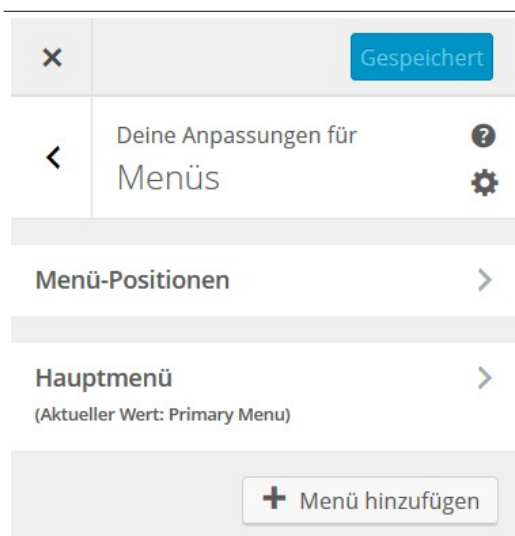 Gespeichert
Deine Anpassungen für
Menüs
Menü-Positionen
Hauptmenü
(Aktueller Wert: Primary Menu)
Menü hinzufügen